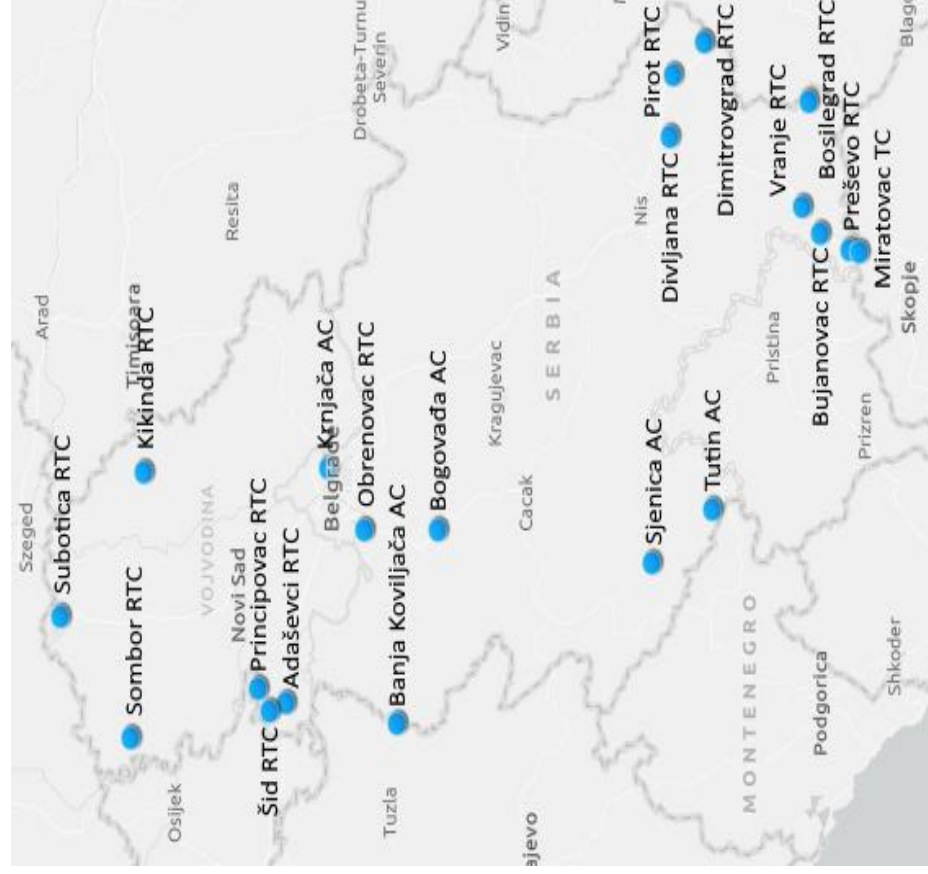 Szeged
Arad
Subotica RTC
Sombor RTC
Timisoara
Kikinda RTC
Osijek
VOJVODINA
Resita
Novi Sad
Principovac RTC
Šid RTC
Adaševci RTC
Krnjača AC
Belgrade
Obrenovac RTC
Drobeta-Turnu
Severin
Tuzla
Banja Koviljača AC
Bogovađa AC
Kragujevac
Vidin
Cacak
ajevo
SERBIA
Nis
Sjenica AC
Pirot RTC
Divljana RTC
Tutin AC
Dimitrovgrad RTC
MONTENEGRO
Pristina
Vranje RTC
Podgorica
Bujanovac RTC
Bosilegrad RTC
Preševo RTC
Prizren
Miratovac TC
Shkoder
Skopje
Blago